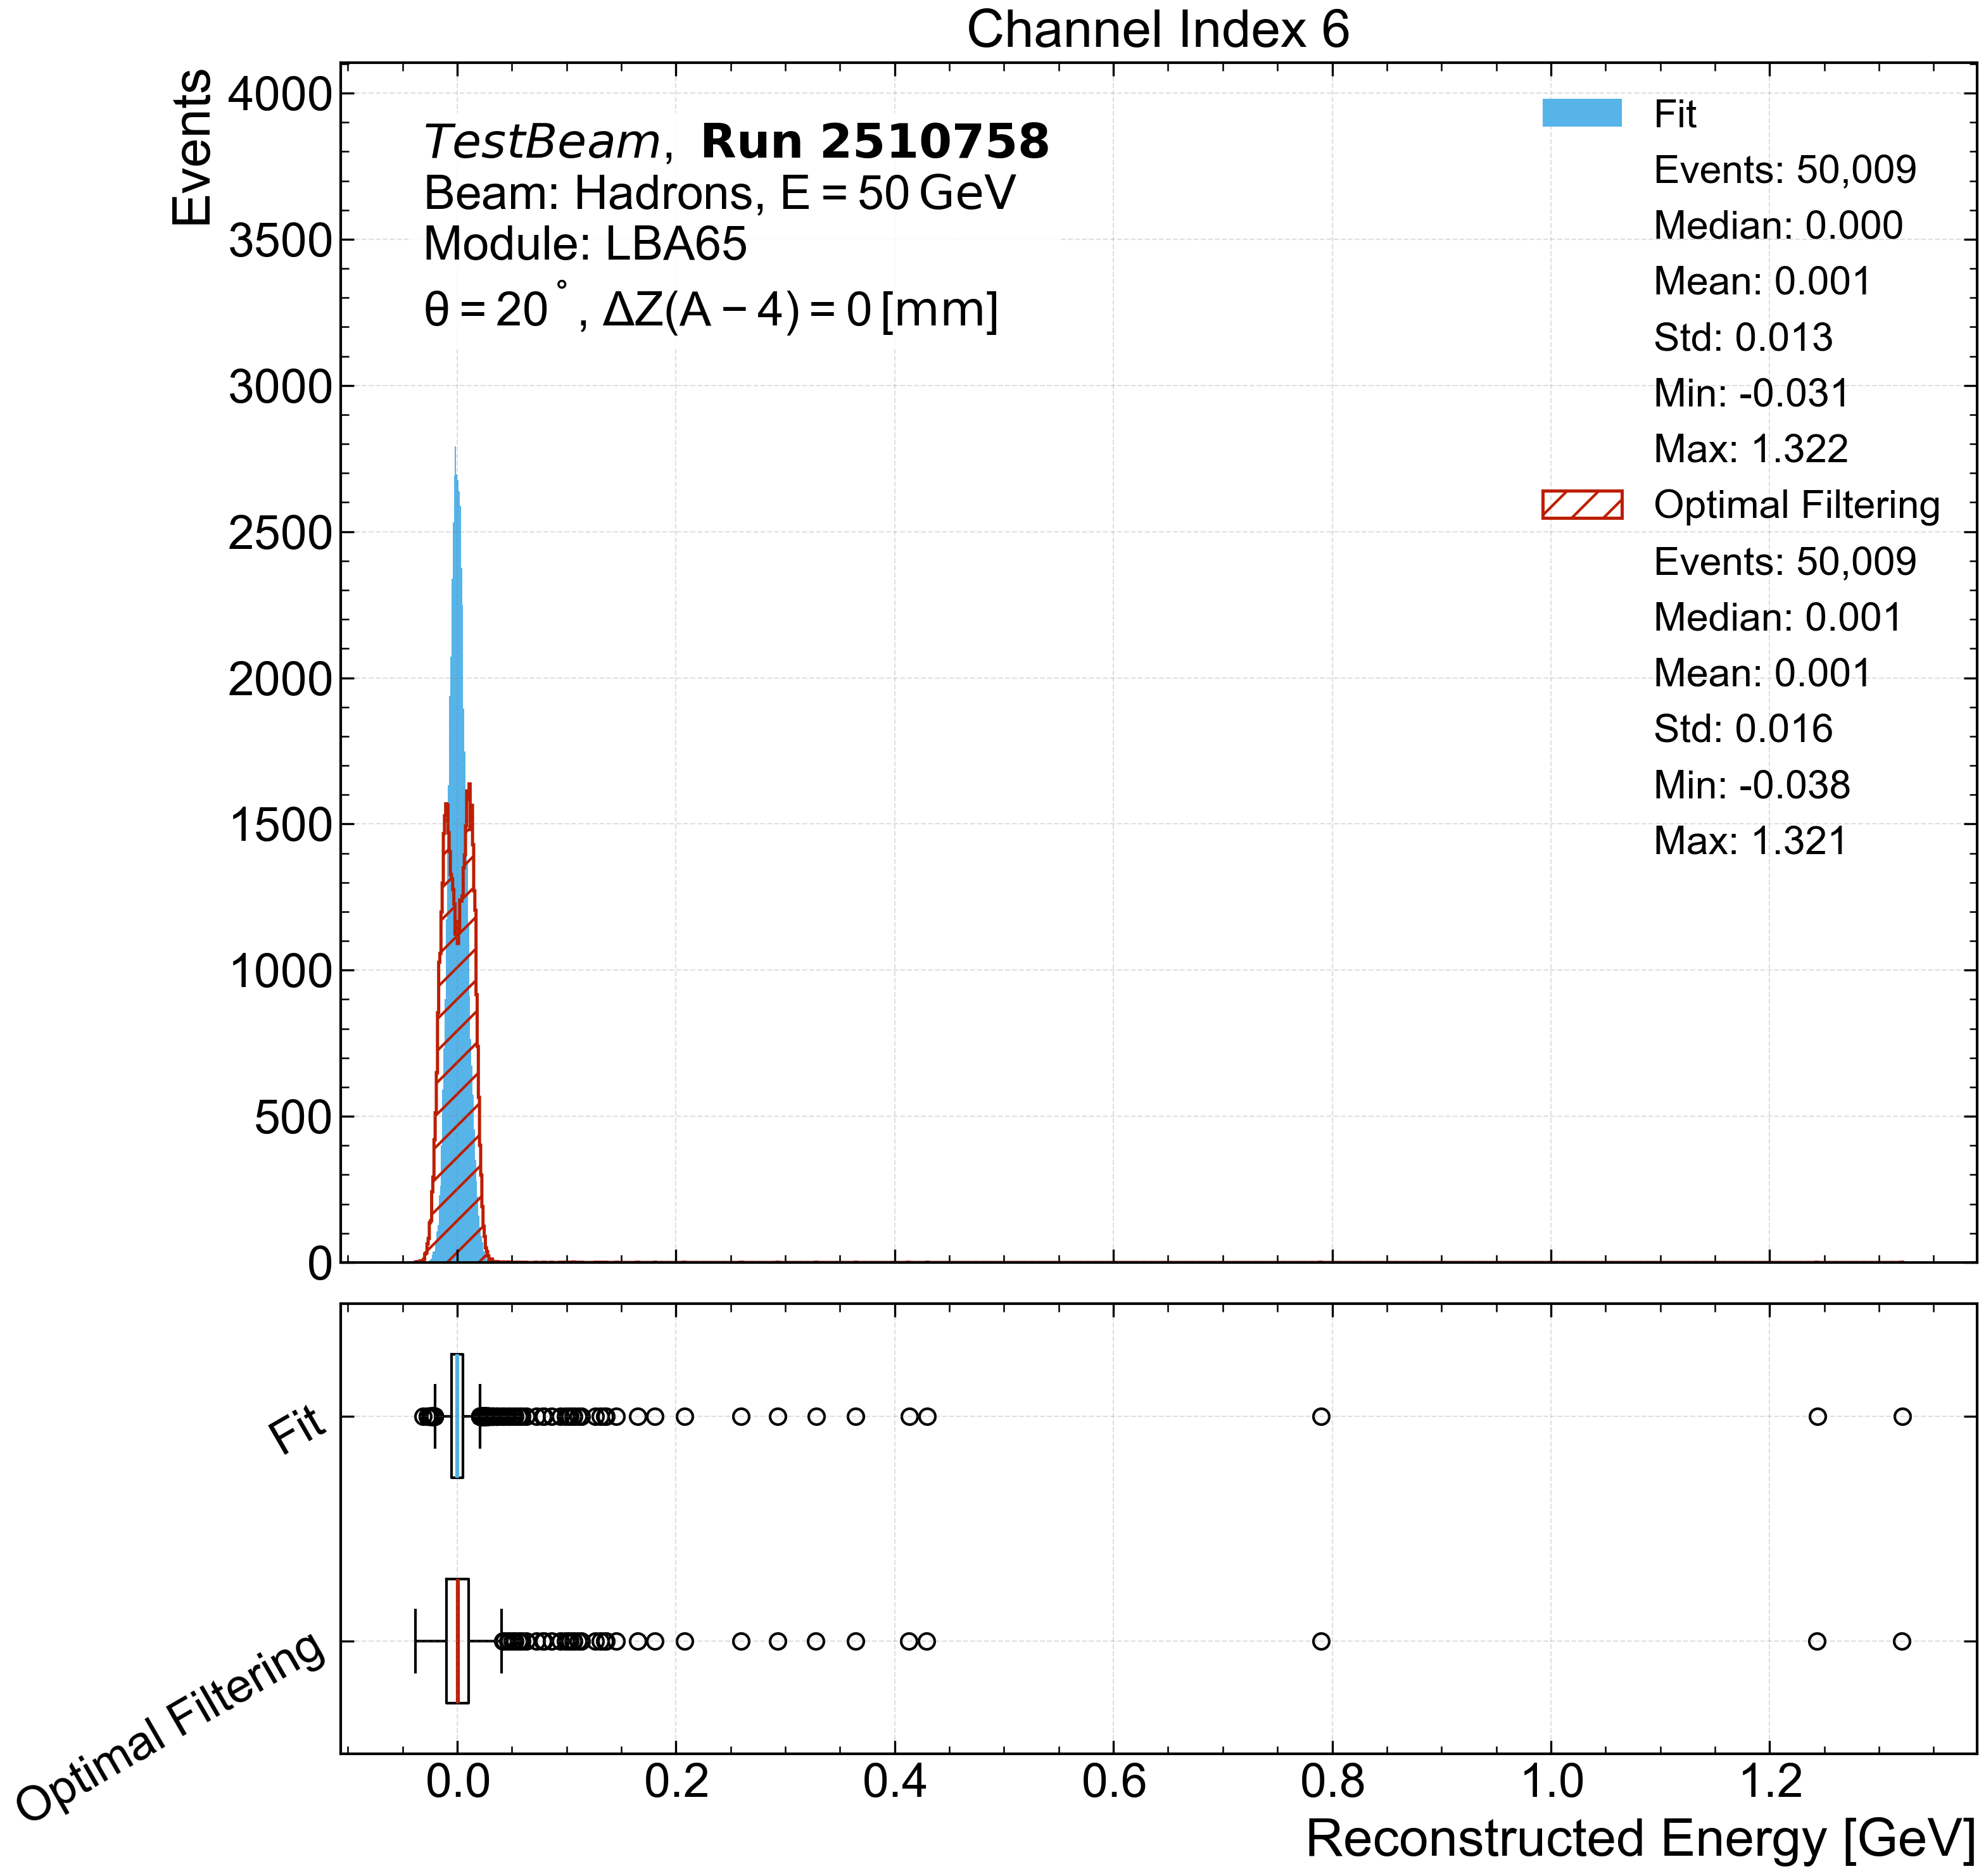 Channel Index 6
Events
4000
3500
3000
2500
2000
1500
1000
500
0
TestBeam, Run 2510758
Beam: Hadrons, E = 50 GeV
Module: LBA65
θ = 20°, ΔZ(A − 4) = 0 [mm]
Fit
Events: 50,009
Median: 0.000
Mean: 0.001
Std: 0.013
Min: -0.031
Max: 1.322
Optimal Filtering
Events: 50,009
Median: 0.001
Mean: 0.001
Std: 0.016
Min: -0.038
Max: 1.321
Fit
Optimal Filtering
0.0 0.2 0.4 0.6 0.8 1.0 1.2
Reconstructed Energy [GeV]